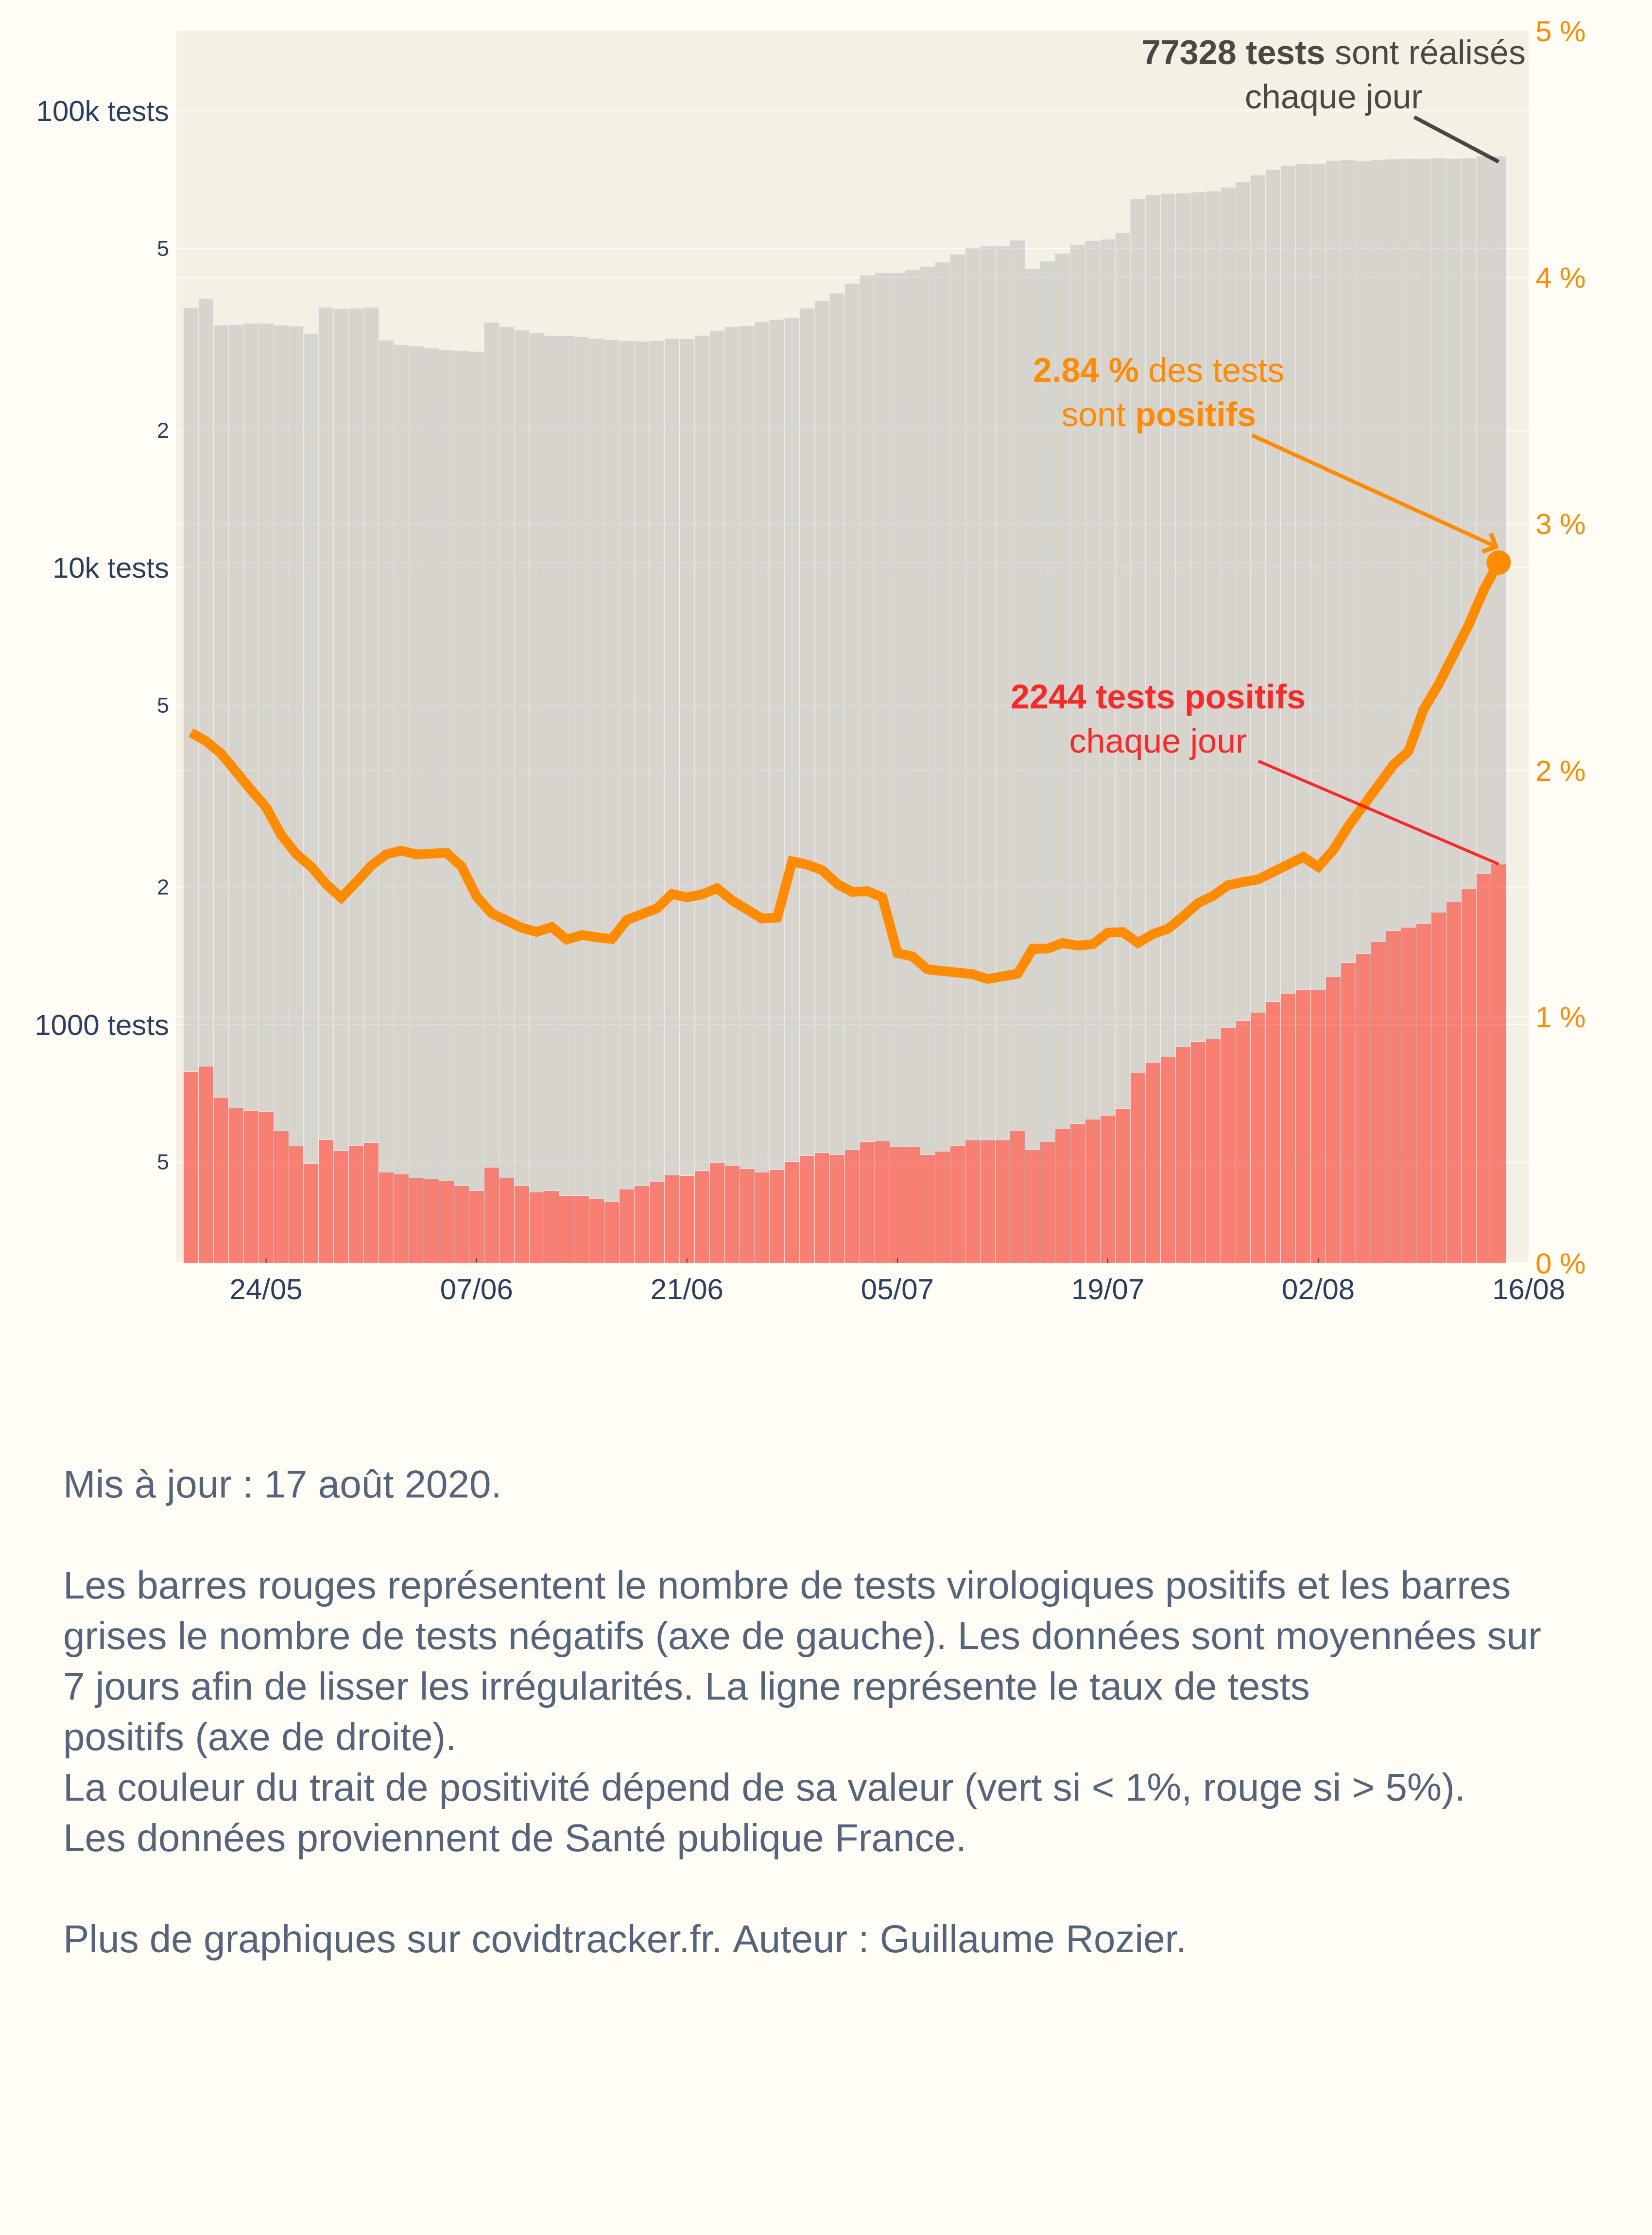 77328 tests sont réalisés
chaque jour
5 %
100k tests
5
4 %
2.84 % des tests
sont positifs
2
3 %
10k tests
2244 tests positifs
chaque jour
5
2 %
2
1000 tests
1 %
5
0 %
24/05 07/06 21/06 05/07 19/07 02/08 16/08
Mis à jour : 17 août 2020.
Les barres rouges représentent le nombre de tests virologiques positifs et les barres
grises le nombre de tests négatifs (axe de gauche). Les données sont moyennées sur
7 jours afin de lisser les irrégularités. La ligne représente le taux de tests
positifs (axe de droite).
La couleur du trait de positivité dépend de sa valeur (vert si < 1%, rouge si > 5%).
Les données proviennent de Santé publique France.
Plus de graphiques sur covidtracker.fr. Auteur : Guillaume Rozier.